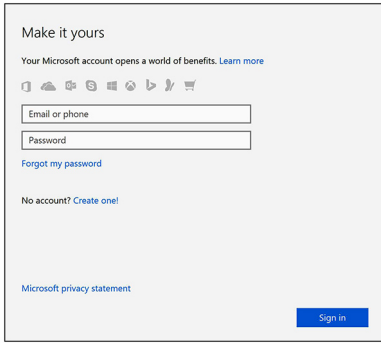 Make it yours
Your Microsoft account opens a world of benefits. Learn more
Email or phone
Password
Forgot my password
No account? Create one!
Microsoft privacy statement
Sign in